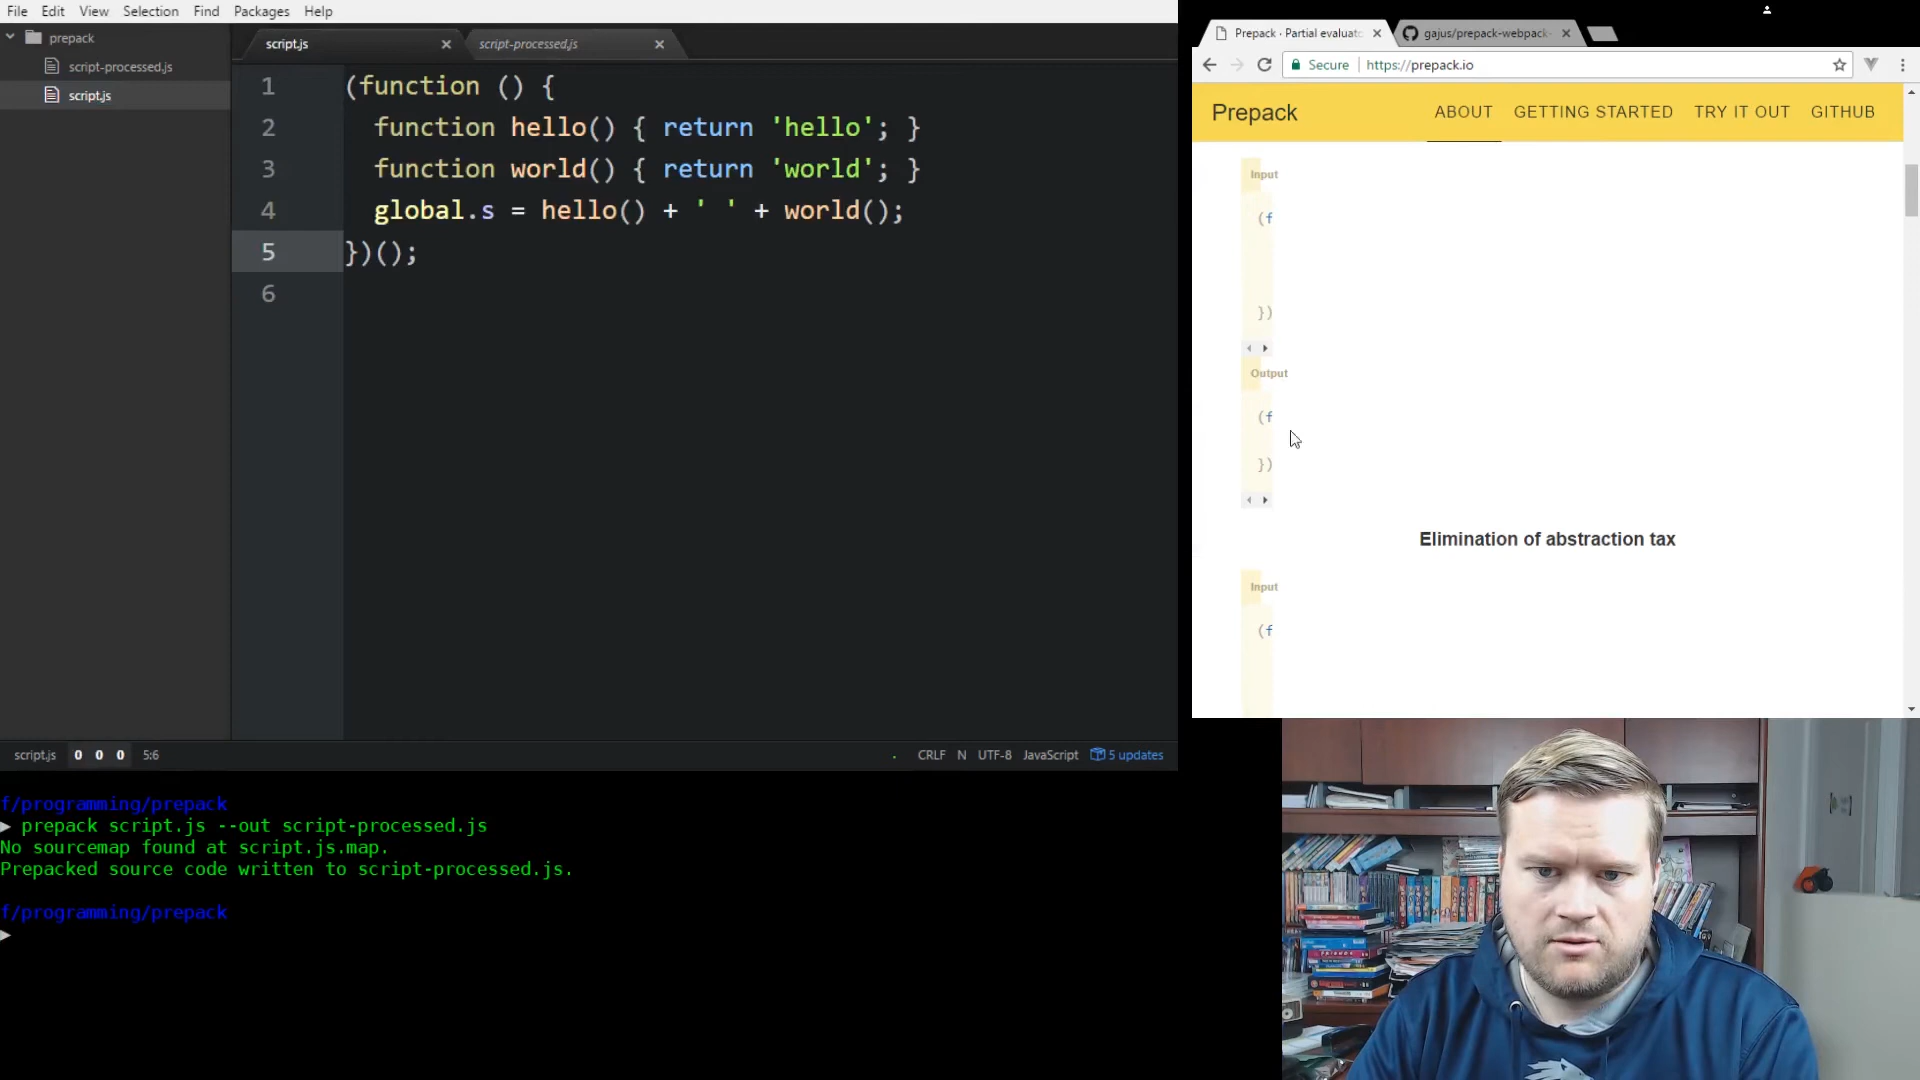 File Edit View Selection Find Packages Help
prepack
script-processed.js
script.js
script.js
script-processed.js
1 (function () {
2 function hello() { return 'hello'; }
3 function world() { return 'world'; }
4 global.s = hello() + ' ' + world();
5 })();
6
script.js 0 0 0 5:6
CRLF N UTF-8 JavaScript 5 updates
f/programming/prepack
prepack script.js --out script-processed.js
No sourcemap found at script.js.map.
Prepacked source code written to script-processed.js.
f/programming/prepack
Prepack · Partial evaluato
gajus/prepack-webpack-
Secure https://prepack.io
Prepack ABOUT GETTING STARTED TRY IT OUT GITHUB
Input
(f
})
Output
(f
})
Elimination of abstraction tax
Input
(f